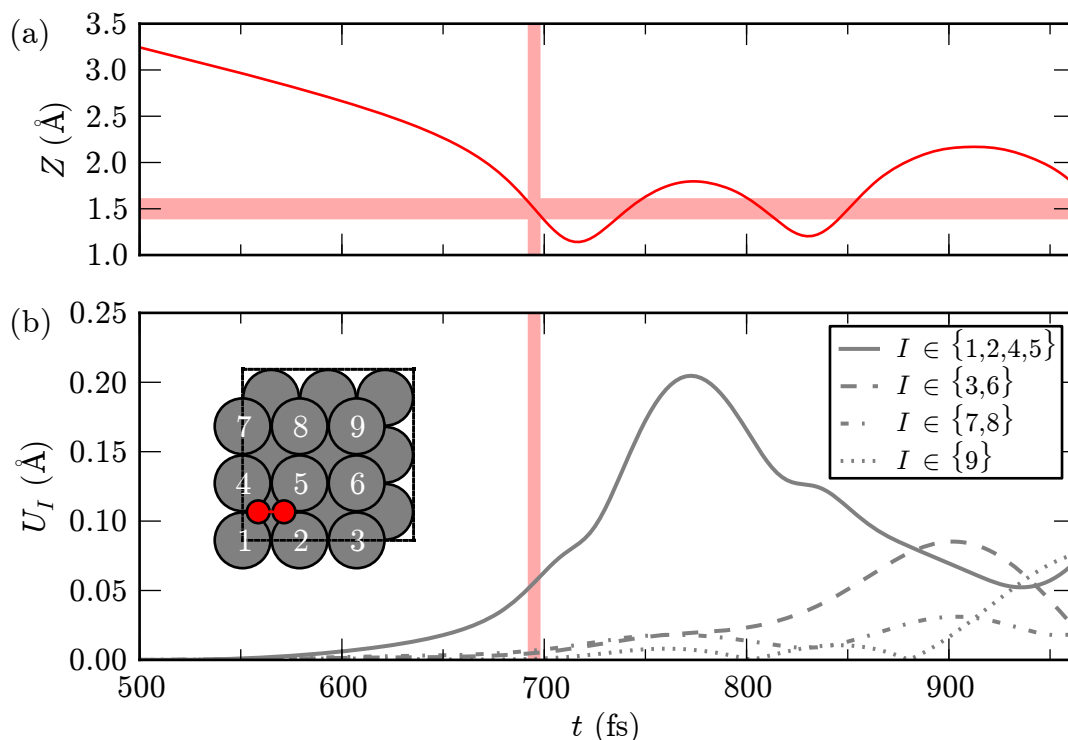 (a)
3.5
3.0
2.5
2.0
1.5
1.0
Z (Å)
(b)
0.25
0.20
0.15
0.10
0.05
0.00
U_I (Å)
7 8 9
4 5 6
1 2 3
I ∈ {1,2,4,5}
I ∈ {3,6}
I ∈ {7,8}
I ∈ {9}
500 600 700 800 900
t (fs)